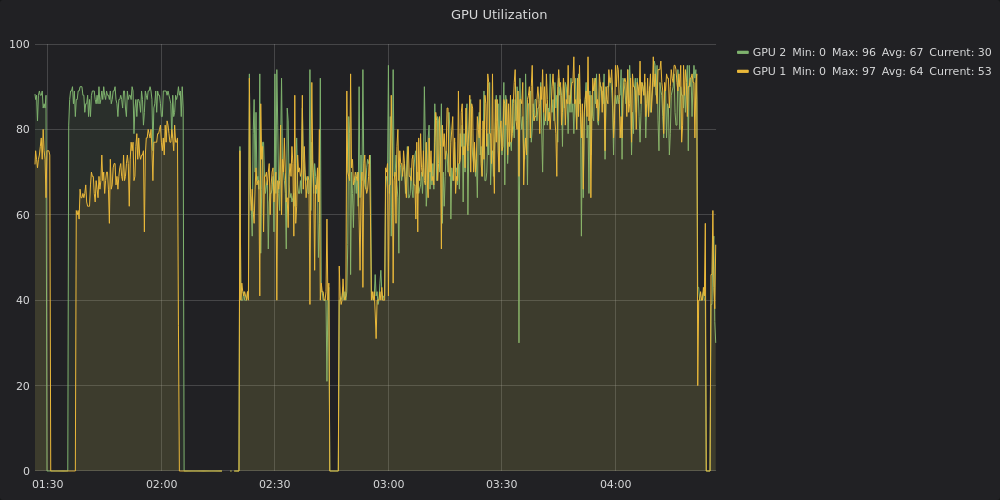 GPU Utilization
100
80
60
40
20
0
01:30 02:00 02:30 03:00 03:30 04:00
GPU 2 Min: 0 Max: 96 Avg: 67 Current: 30
GPU 1 Min: 0 Max: 97 Avg: 64 Current: 53